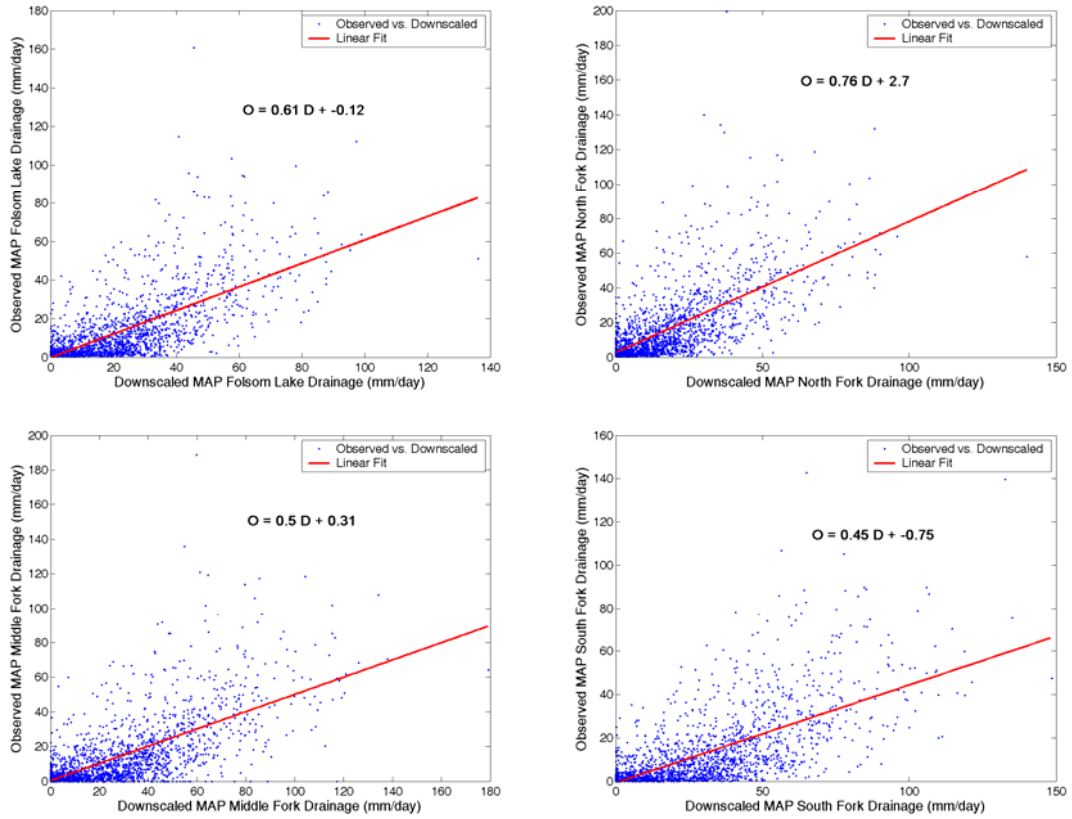 Observed vs. Downscaled
Linear Fit
O = 0.61 D + -0.12
Observed MAP Folsom Lake Drainage (mm/day)
180
160
140
120
100
80
60
40
20
0
0 20 40 60 80 100 120 140
Downscaled MAP Folsom Lake Drainage (mm/day)
Observed vs. Downscaled
Linear Fit
O = 0.76 D + 2.7
Observed MAP North Fork Drainage (mm/day)
200
180
160
140
120
100
80
60
40
20
0
0 50 100 150
Downscaled MAP North Fork Drainage (mm/day)
Observed vs. Downscaled
Linear Fit
O = 0.5 D + 0.31
Observed MAP Middle Fork Drainage (mm/day)
200
180
160
140
120
100
80
60
40
20
0
0 20 40 60 80 100 120 140 160 180
Downscaled MAP Middle Fork Drainage (mm/day)
Observed vs. Downscaled
Linear Fit
O = 0.45 D + -0.75
Observed MAP South Fork Drainage (mm/day)
160
140
120
100
80
60
40
20
0
0 50 100 150
Downscaled MAP South Fork Drainage (mm/day)